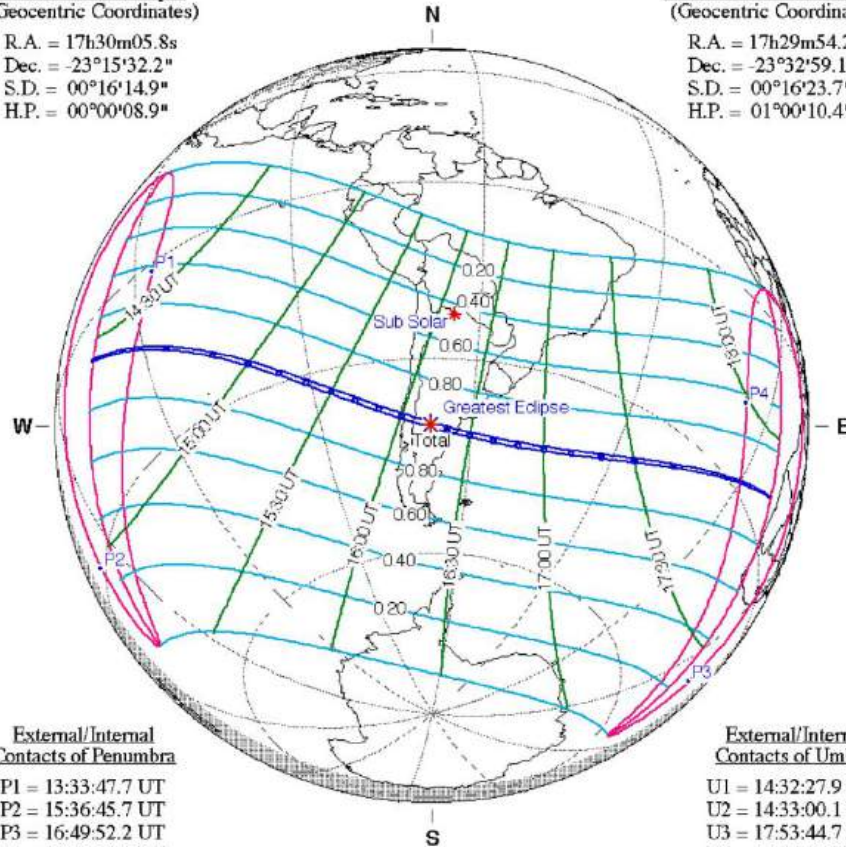 Geocentric Coordinates)
R.A. = 17h30m05.8s
Dec. = -23°15'32.2"
S.D. = 00°16'14.9"
H.P. = 00°00'08.9"
(Geocentric Coordina
R.A. = 17h29m54.2
Dec. = -23°32'59.1
S.D. = 00°16'23.7"
H.P. = 01°00'10.4"
N
P1
14:30 UT
0.20
0.40
Sub Solar
0.60
0.80
18:00 UT
P4
Greatest Eclipse
W
E
Total
15:00 UT
0.80
0.60
15:30 UT
16:00 UT
16:30 UT
17:00 UT
17:30 UT
P2
0.40
0.20
P3
External/Internal
Contacts of Penumbra
P1 = 13:33:47.7 UT
P2 = 15:36:45.7 UT
P3 = 16:49:52.2 UT
External/Intern
Contacts of Um
U1 = 14:32:27.9
U2 = 14:33:00.1
U3 = 17:53:44.7
S